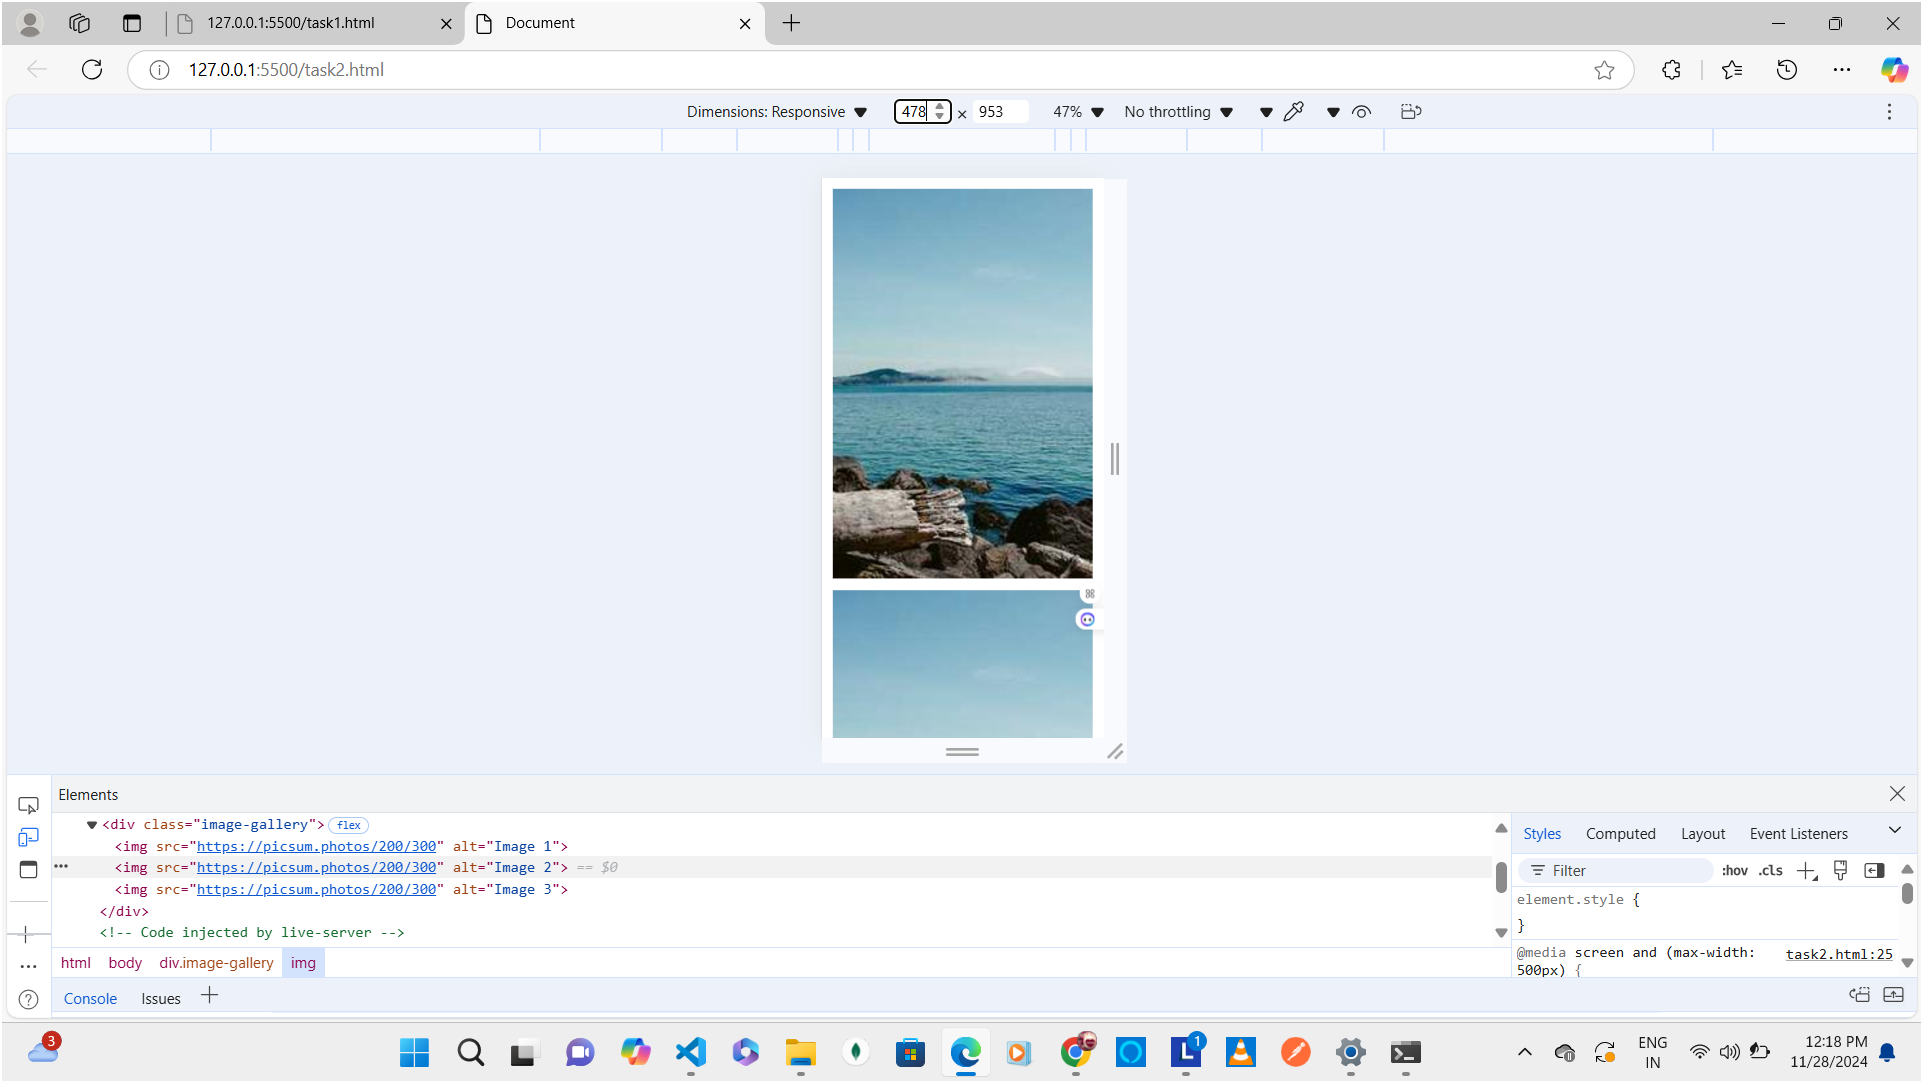 127.0.0.1:5500/task1.html
Document
127.0.0.1:5500/task2.html
Dimensions: Responsive 478 × 953 47% No throttling
Elements
<div class="image-gallery"> flex
<img src="https://picsum.photos/200/300" alt="Image 1">
••• <img src="https://picsum.photos/200/300" alt="Image 2"> == $0
<img src="https://picsum.photos/200/300" alt="Image 3">
</div>
<!-- Code injected by live-server -->
html body div.image-gallery img
Styles Computed Layout Event Listeners
Filter :hov .cls
element.style {
}
@media screen and (max-width: task2.html:25
500px) {
Console Issues
3
1
L
ENG
IN
12:18 PM
11/28/2024